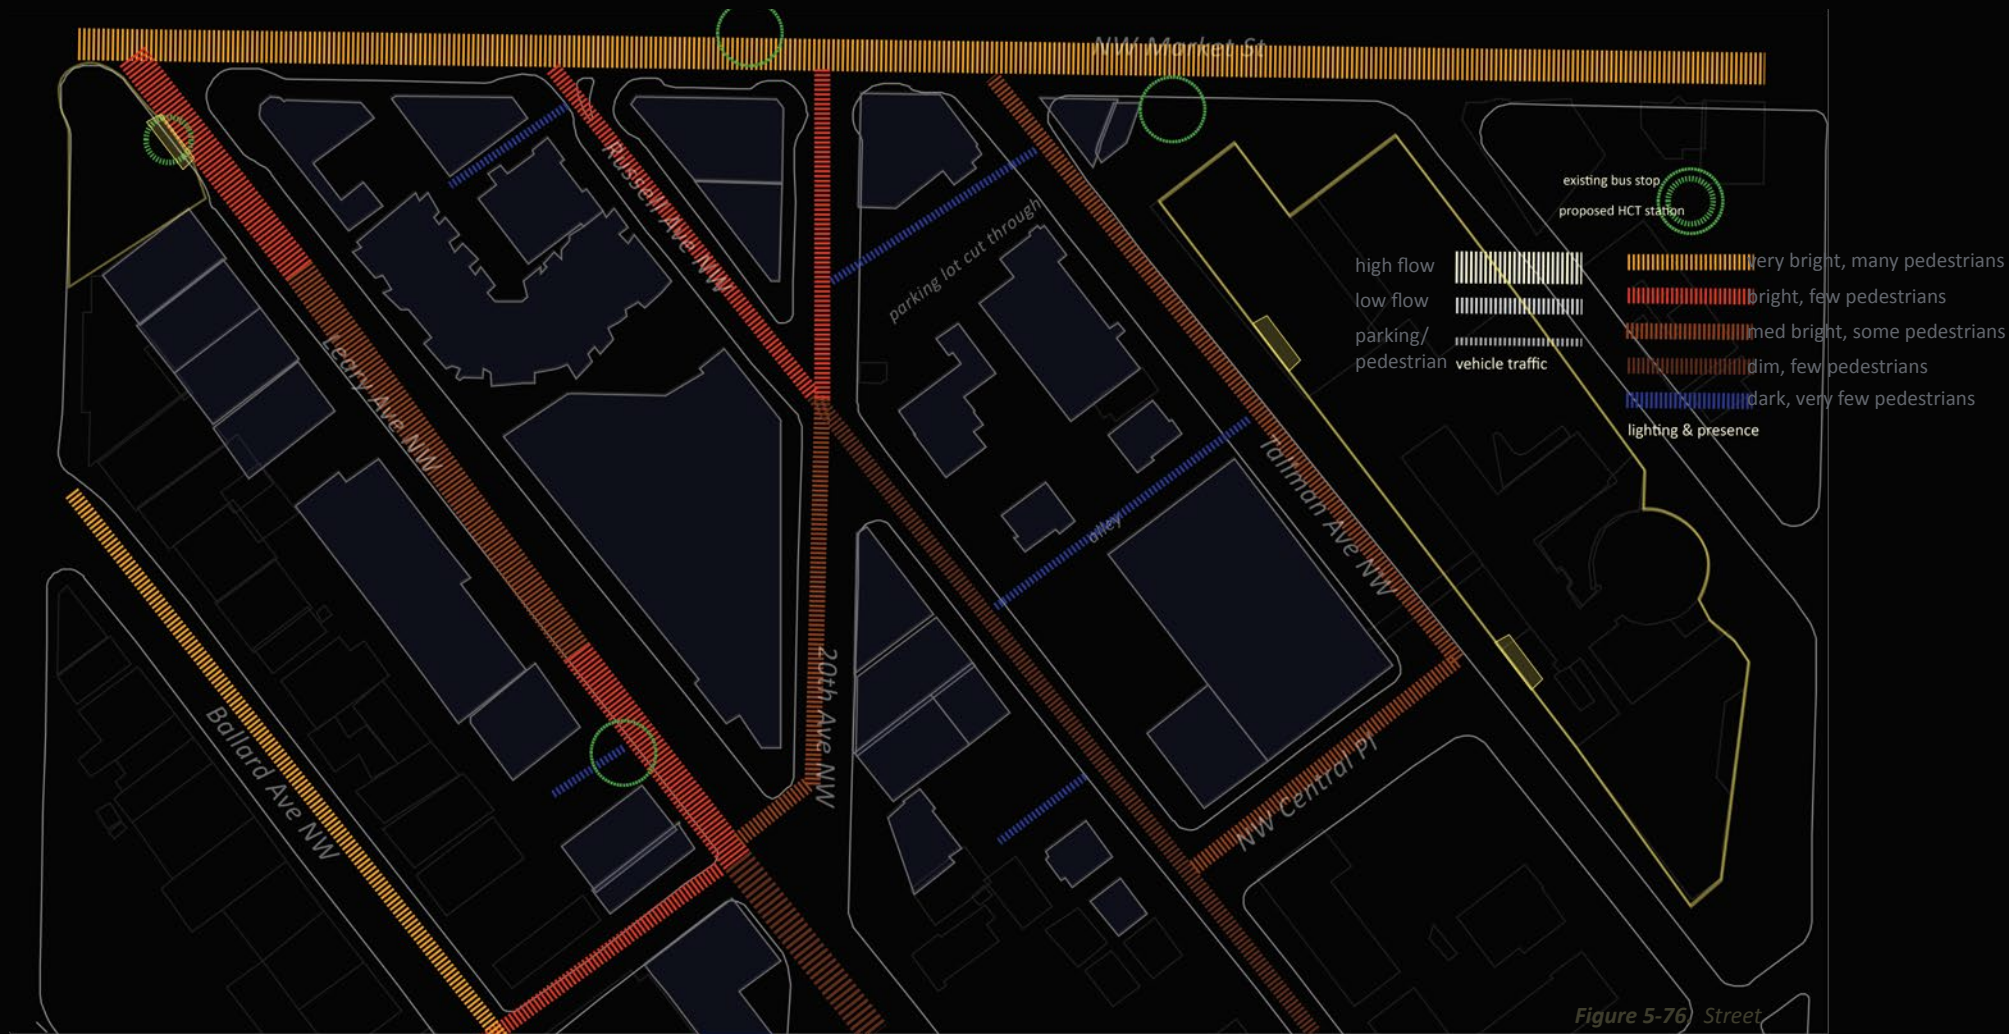 NW Market St
Russell Ave NW
parking lot cut through
Leary Ave NW
alley
Tallman Ave NW
20th Ave NW
Ballard Ave NW
NW Central Pl
existing bus stop
proposed HCT station
high flow
low flow
parking/
pedestrian
vehicle traffic
very bright, many pedestrians
bright, few pedestrians
med bright, some pedestrians
dim, few pedestrians
dark, very few pedestrians
lighting & presence
Figure 5-76 Street